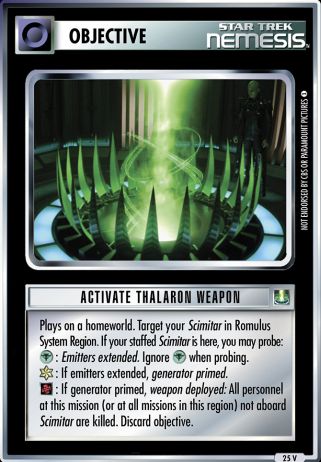 OBJECTIVE
STAR TREK
NEMESIS
NOT ENDORSED BY CBS OR PARAMOUNT PICTURES
ACTIVATE THALARON WEAPON
Plays on a homeworld. Target your Scimitar in Romulus
System Region. If your staffed Scimitar is here, you may probe:
: Emitters extended. Ignore when probing.
: If emitters extended, generator primed.
: If generator primed, weapon deployed: All personnel
at this mission (or at all missions in this region) not aboard
Scimitar are killed. Discard objective.
25 V